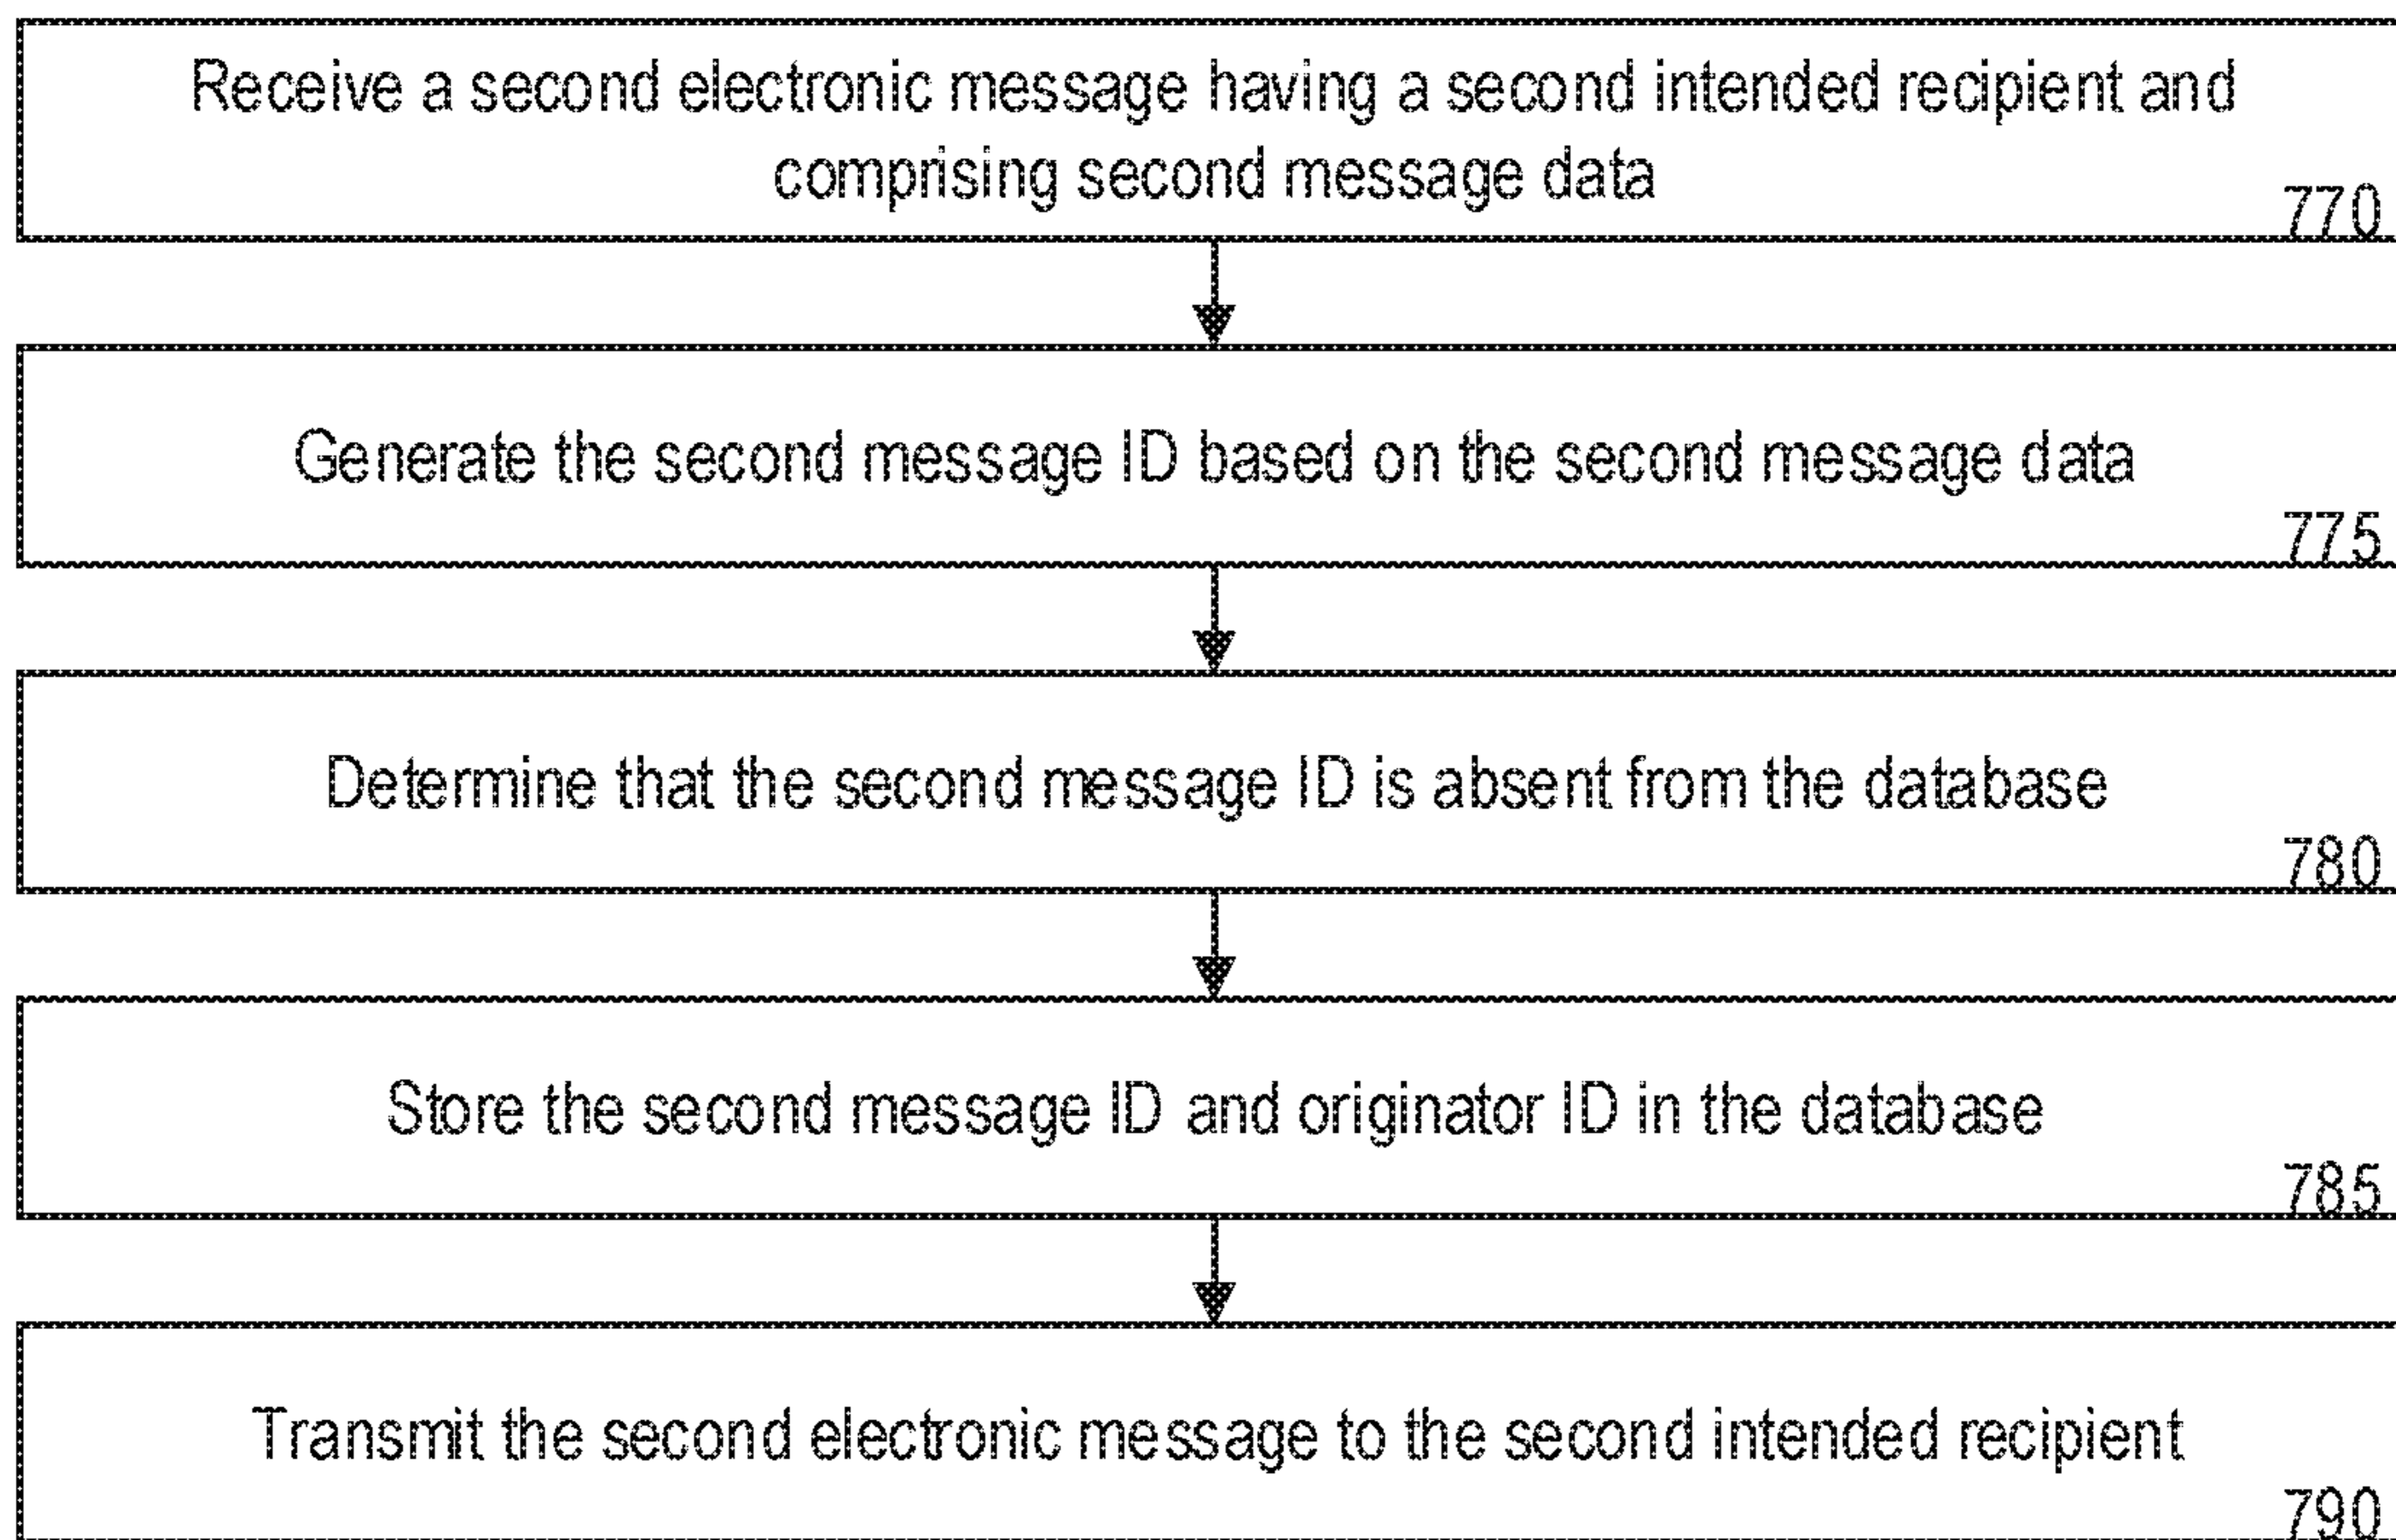 Receive a second electronic message having a second intended recipient and
comprising second message data
770
Generate the second message ID based on the second message data
775
Determine that the second message ID is absent from the database
780
Store the second message ID and originator ID in the database
785
Transmit the second electronic message to the second intended recipient
790